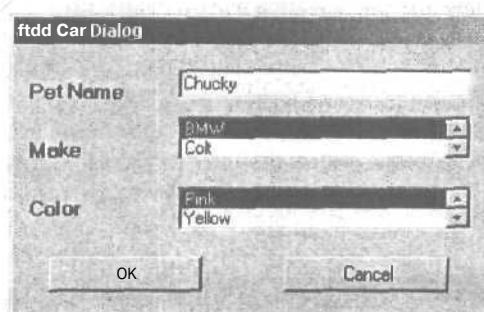 ftdd Car Dialog
Pet Name
Chucky
Make
BMW
Colt
Color
Pink
Yellow
OK
Cancel